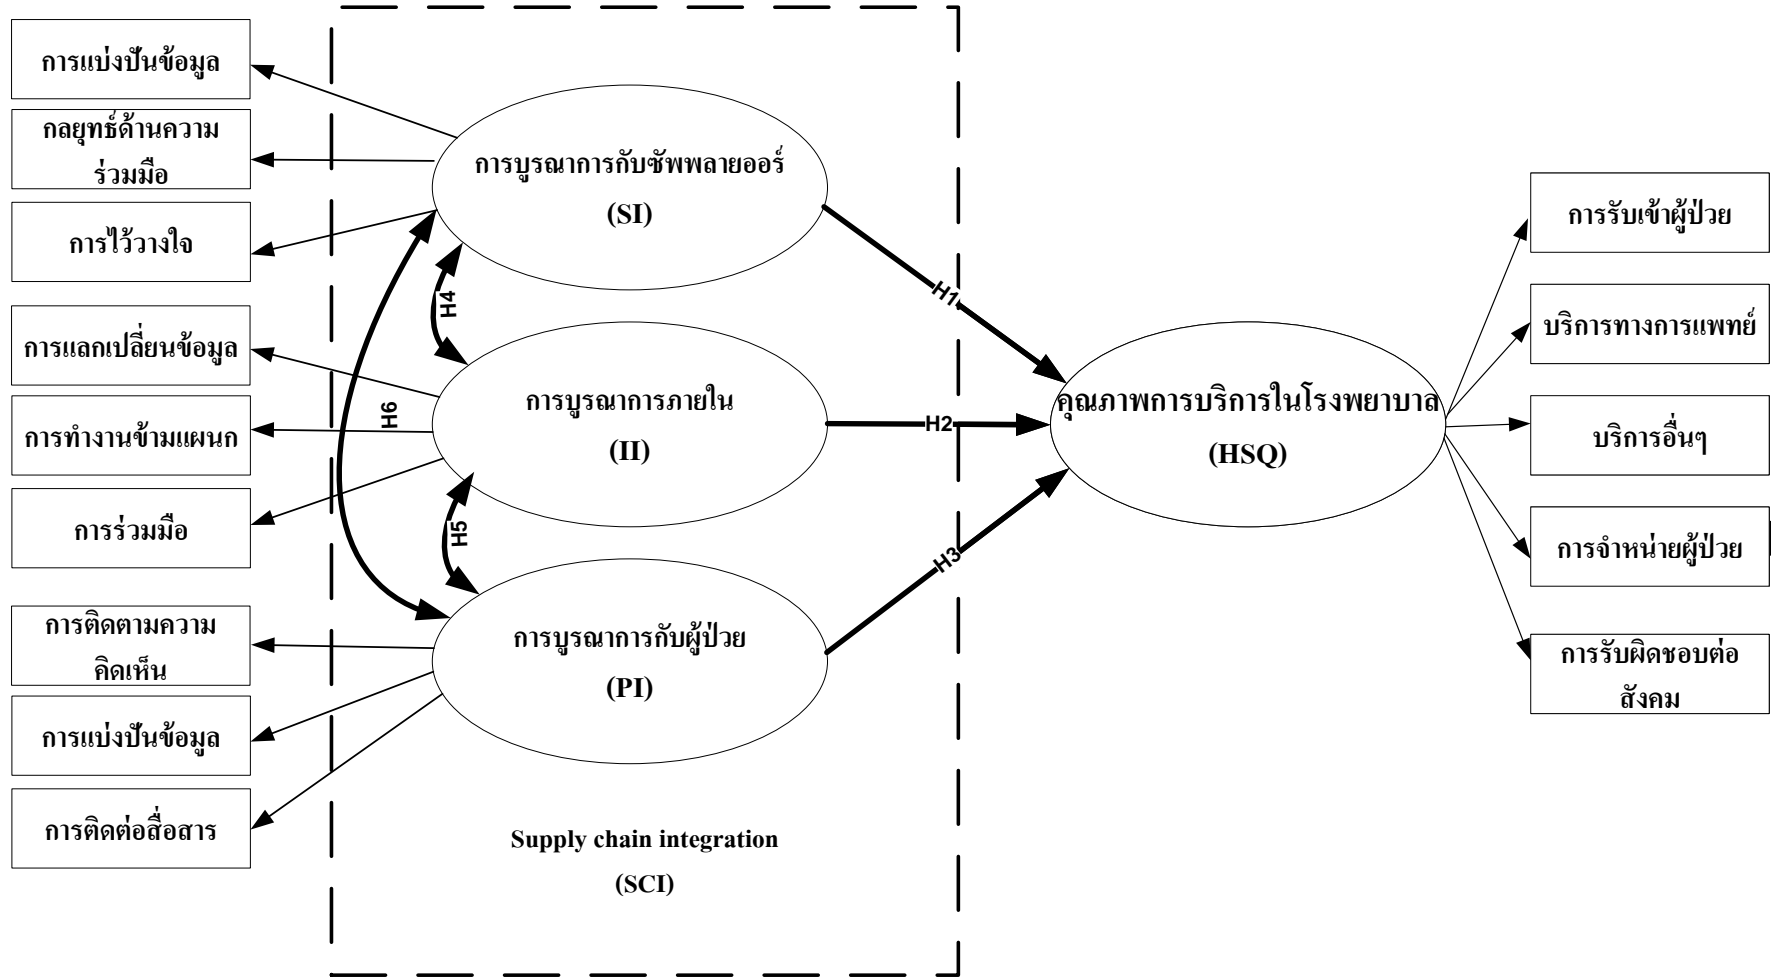 การแบ่งปันข้อมูล
กลยุทธ์ด้านความ
ร่วมมือ
การไว้วางใจ
การแลกเปลี่ยนข้อมูล
การทำงานข้ามแผนก
การร่วมมือ
การติดตามความ
คิดเห็น
การแบ่งปันข้อมูล
การติดต่อสื่อสาร
การบูรณาการกับซัพพลายออร์
(SI)
H4
การบูรณาการภายใน
(II)
H6
H5
การบูรณาการกับผู้ป่วย
(PI)
Supply chain integration
(SCI)
H1
H2
H3
คุณภาพการบริการในโรงพยาบาล
(HSQ)
การรับเข้าผู้ป่วย
บริการทางการแพทย์
บริการอื่นๆ
การจำหน่ายผู้ป่วย
การรับผิดชอบต่อ
สังคม